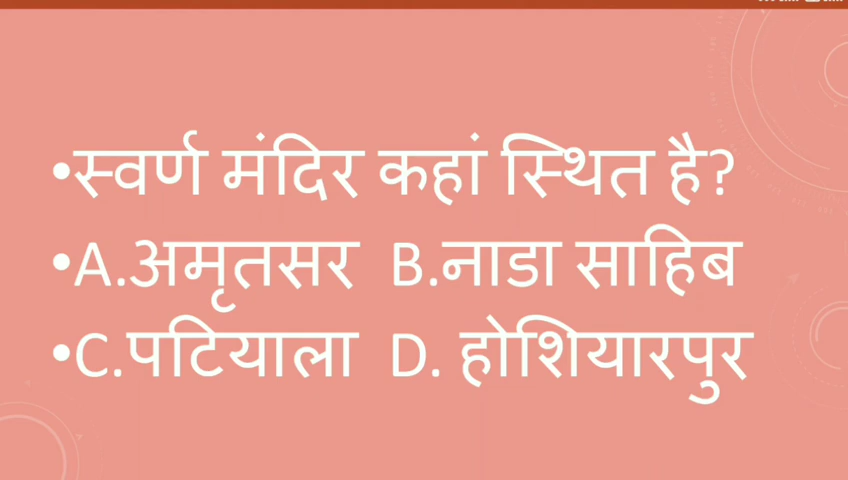 •स्वर्ण मंदिर कहां स्थित है?
•A.अमृतसर B.नाडा साहिब
•C.पटियाला D. होशियारपुर